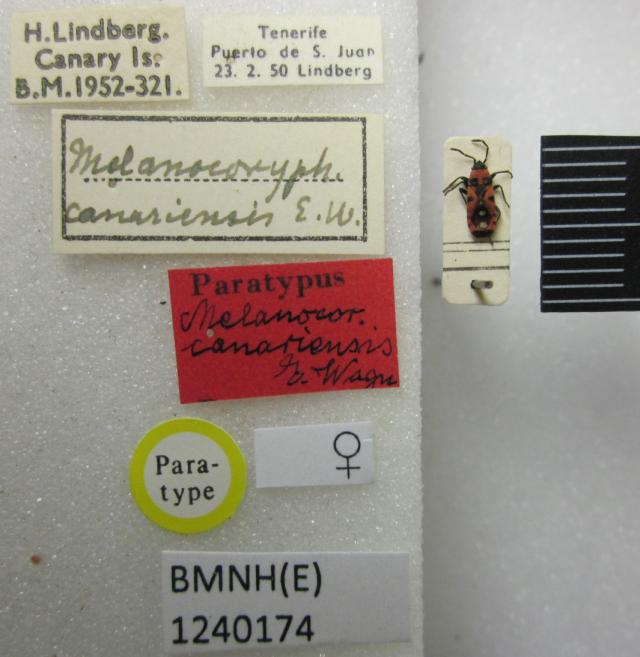 H.Lindberg.
Canary Is.
B.M.1952-321.
Tenerife
Puerto de S. Juan
23. 2. 50 Lindberg
Melanocoryph.
canariensis E.W.
Paratypus
Melanocor.
canariensis
E. Wagn
Para-
type
♀
BMNH(E)
1240174